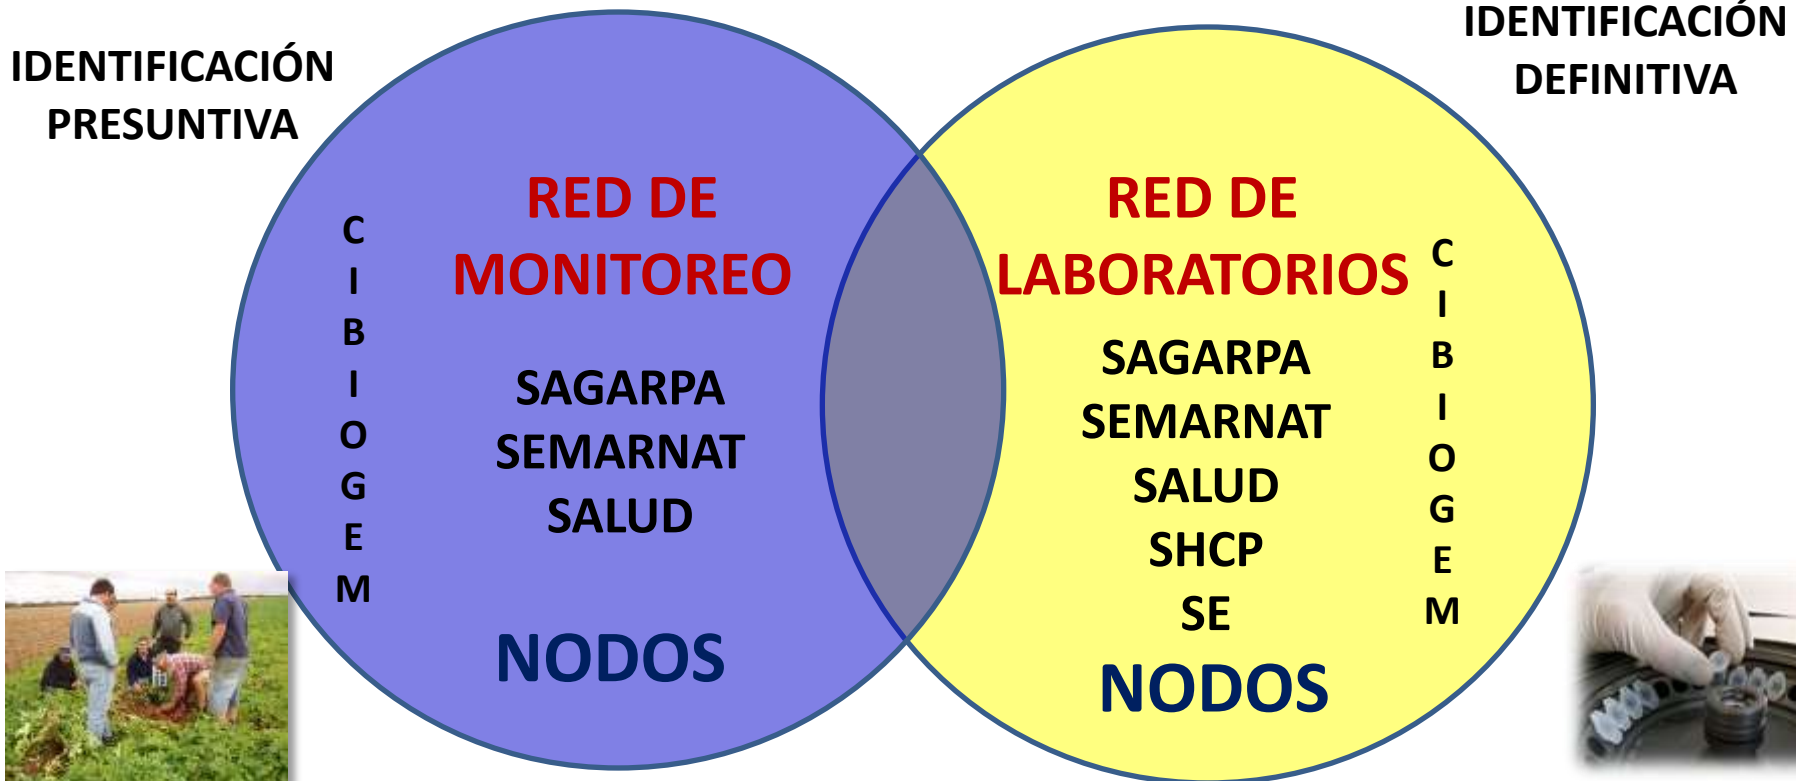 IDENTIFICACIÓN
PRESUNTIVA
C
I
B
I
O
G
E
M
RED DE
MONITOREO
SAGARPA
SEMARNAT
SALUD
NODOS
IDENTIFICACIÓN
DEFINITIVA
RED DE
LABORATORIOS
SAGARPA
SEMARNAT
SALUD
SHCP
SE
NODOS
C
I
B
I
O
G
E
M